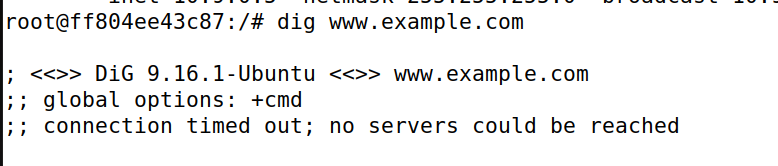 root@ff804ee43c87:/# dig www.example.com
; <<>> DiG 9.16.1-Ubuntu <<>> www.example.com
;; global options: +cmd
;; connection timed out; no servers could be reached